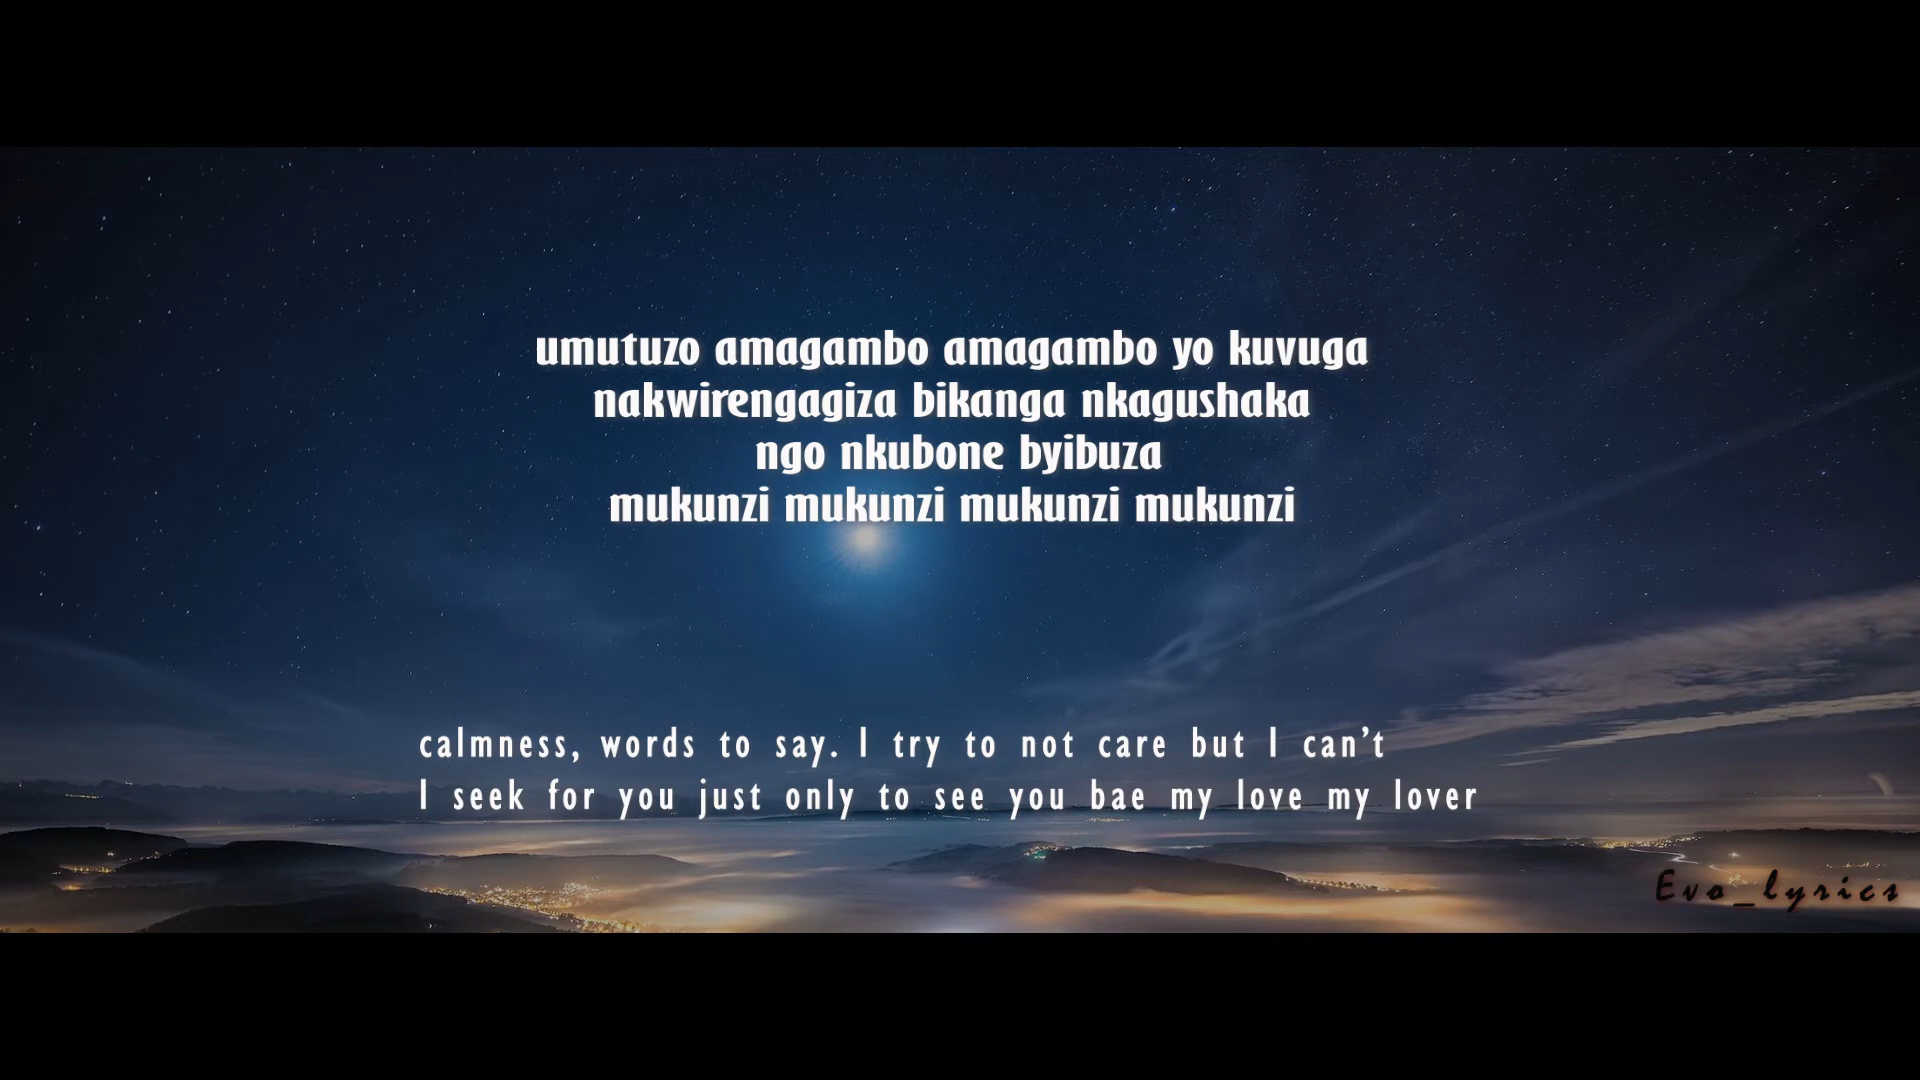 umutuzo amagambo amagambo yo kuvuga
nakwirengagiza bikanga nkagushaka
ngo nkubone byibuza
mukunzi mukunzi mukunzi mukunzi
calmness, words to say. I try to not care but I can't
I seek for you just only to see you bae my love my lover
Evo_lyrics